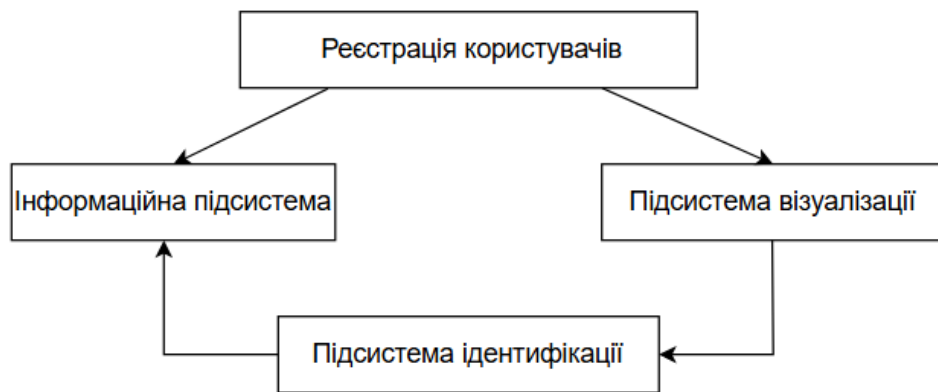 Реєстрація користувачів
Інформаційна підсистема
Підсистема візуалізації
Підсистема ідентифікації